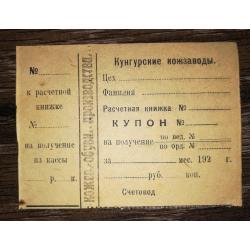 №
к расчетной
книжке
№
на получение
из кассы
р. к.
кожев.-обувн. производства.
Кунгурские кожзаводы.
Цех
Фамилия
Расчетная книжка №
КУПОН №
на получение по вед. №
по орд. №
за мес. 192 г.
руб. коп.
Счетовод